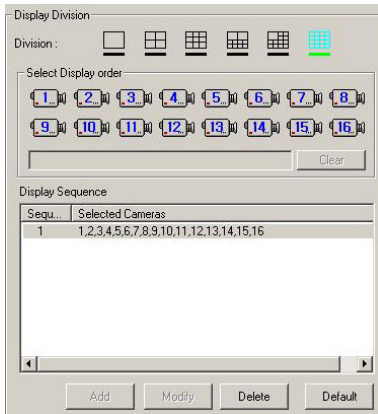 Display Division
Division :
Select Display order
1... 2... 3... 4... 5... 6... 7... 8...
9... 10... 11... 12... 13... 14... 15... 16...
Clear
Display Sequence
Sequ... Selected Cameras
1 1,2,3,4,5,6,7,8,9,10,11,12,13,14,15,16
Add Modify Delete Default